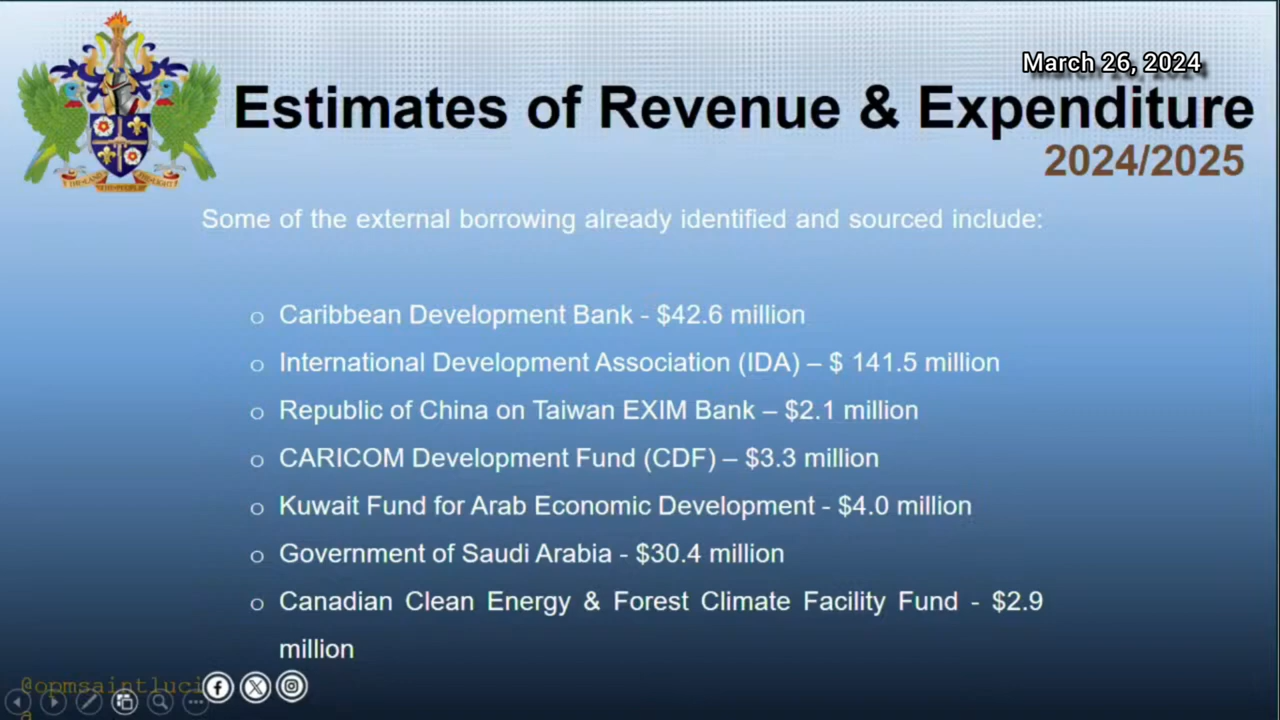 March 26, 2024
Estimates of Revenue & Expenditure
2024/2025
Some of the external borrowing already identified and sourced include:
o Caribbean Development Bank - $42.6 million
o International Development Association (IDA) – $ 141.5 million
o Republic of China on Taiwan EXIM Bank – $2.1 million
o CARICOM Development Fund (CDF) – $3.3 million
o Kuwait Fund for Arab Economic Development - $4.0 million
o Government of Saudi Arabia - $30.4 million
o Canadian Clean Energy & Forest Climate Facility Fund - $2.9
million
@opmsaintluci
a